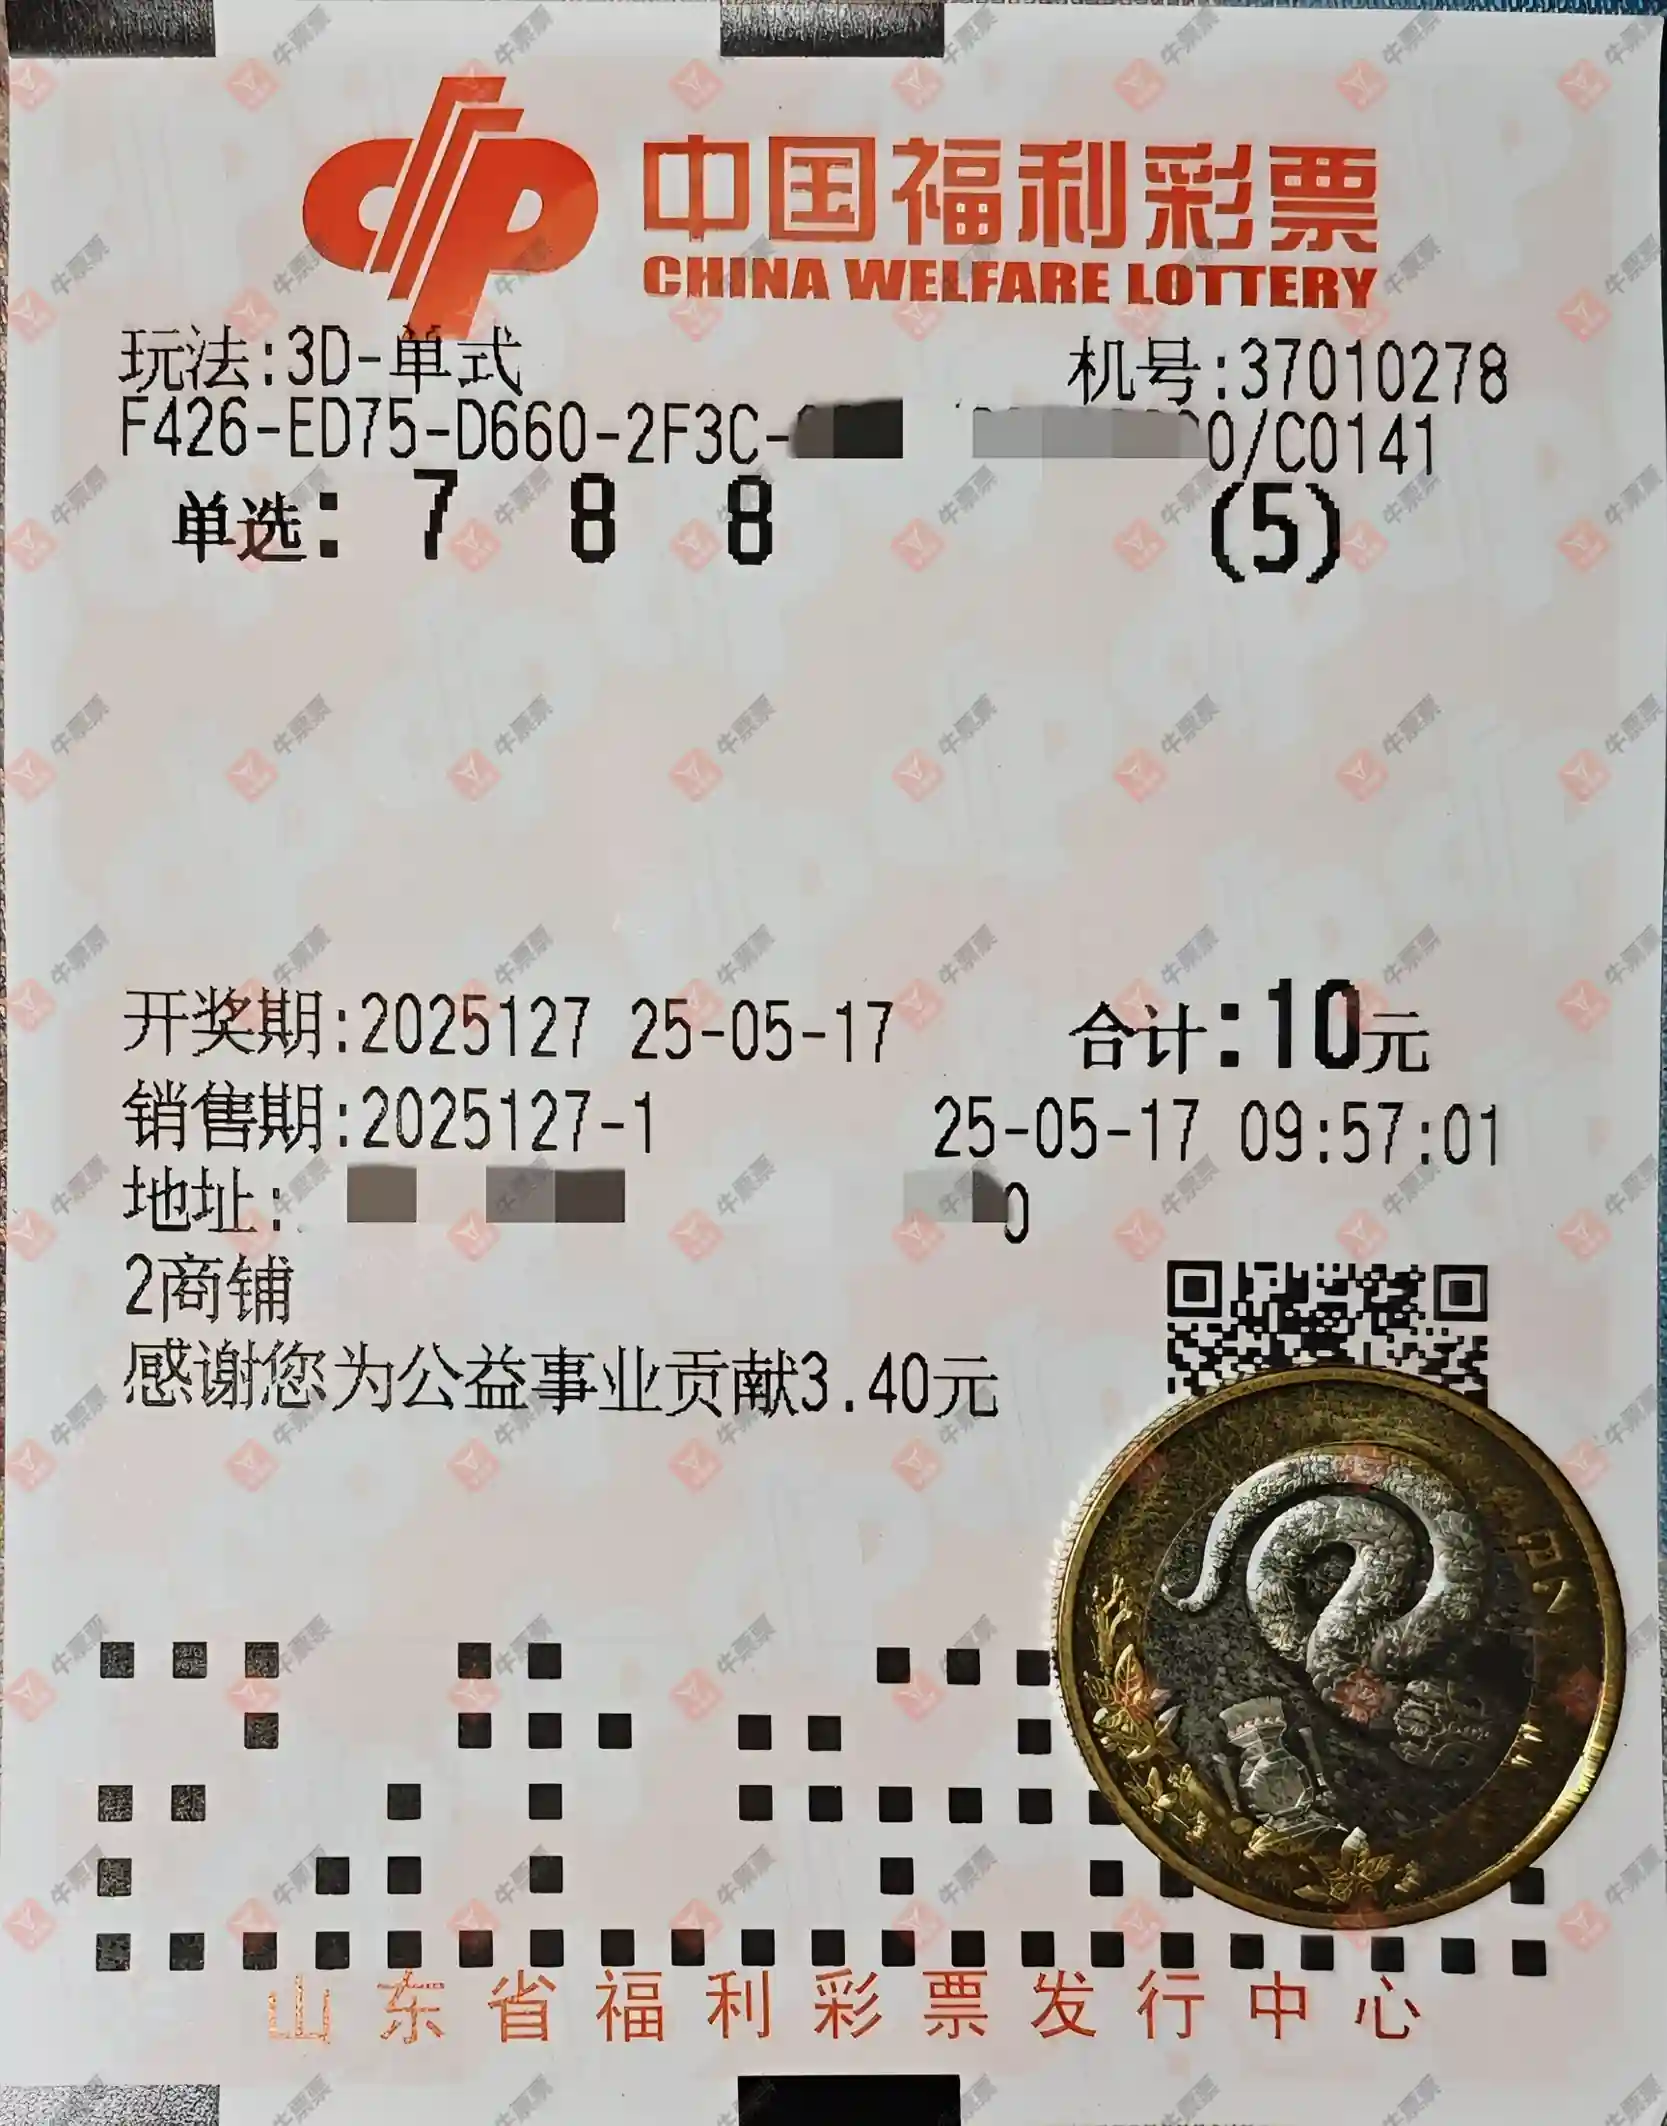 中国福利彩票
CHINA WELFARE LOTTERY
玩法:3D-单式 机号:37010278
F426-ED75-D660-2F3C- 0/C0141
单选: 7 8 8 (5)
开奖期:2025127 25-05-17 合计:10元
销售期:2025127-1 25-05-17 09:57:01
地址: 0
2商铺
感谢您为公益事业贡献3.40元
山东省福利彩票发行中心
牛票票